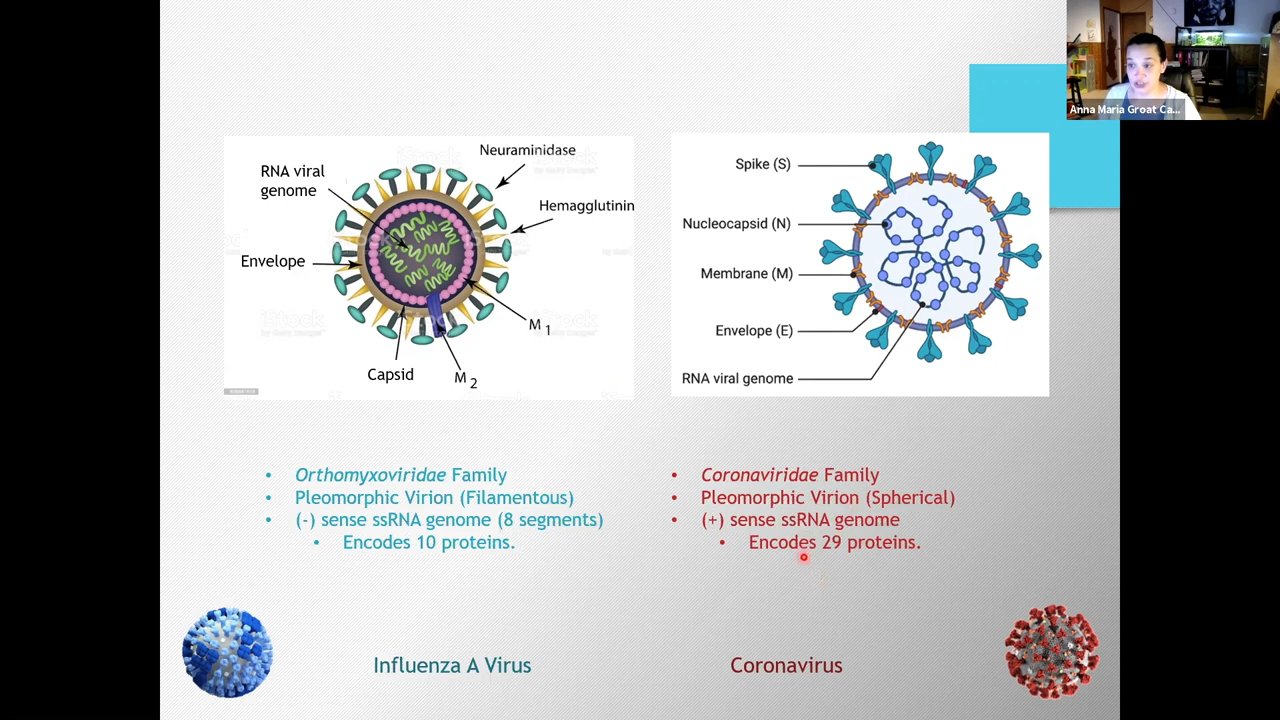 Anna Maria Groat Ca...
RNA viral
genome
Neuraminidase
Hemagglutinin
Envelope
M 1
Capsid
M 2
Spike (S)
Nucleocapsid (N)
Membrane (M)
Envelope (E)
RNA viral genome
• Orthomyxoviridae Family
• Pleomorphic Virion (Filamentous)
• (-) sense ssRNA genome (8 segments)
• Encodes 10 proteins.
• Coronaviridae Family
• Pleomorphic Virion (Spherical)
• (+) sense ssRNA genome
• Encodes 29 proteins.
Influenza A Virus
Coronavirus